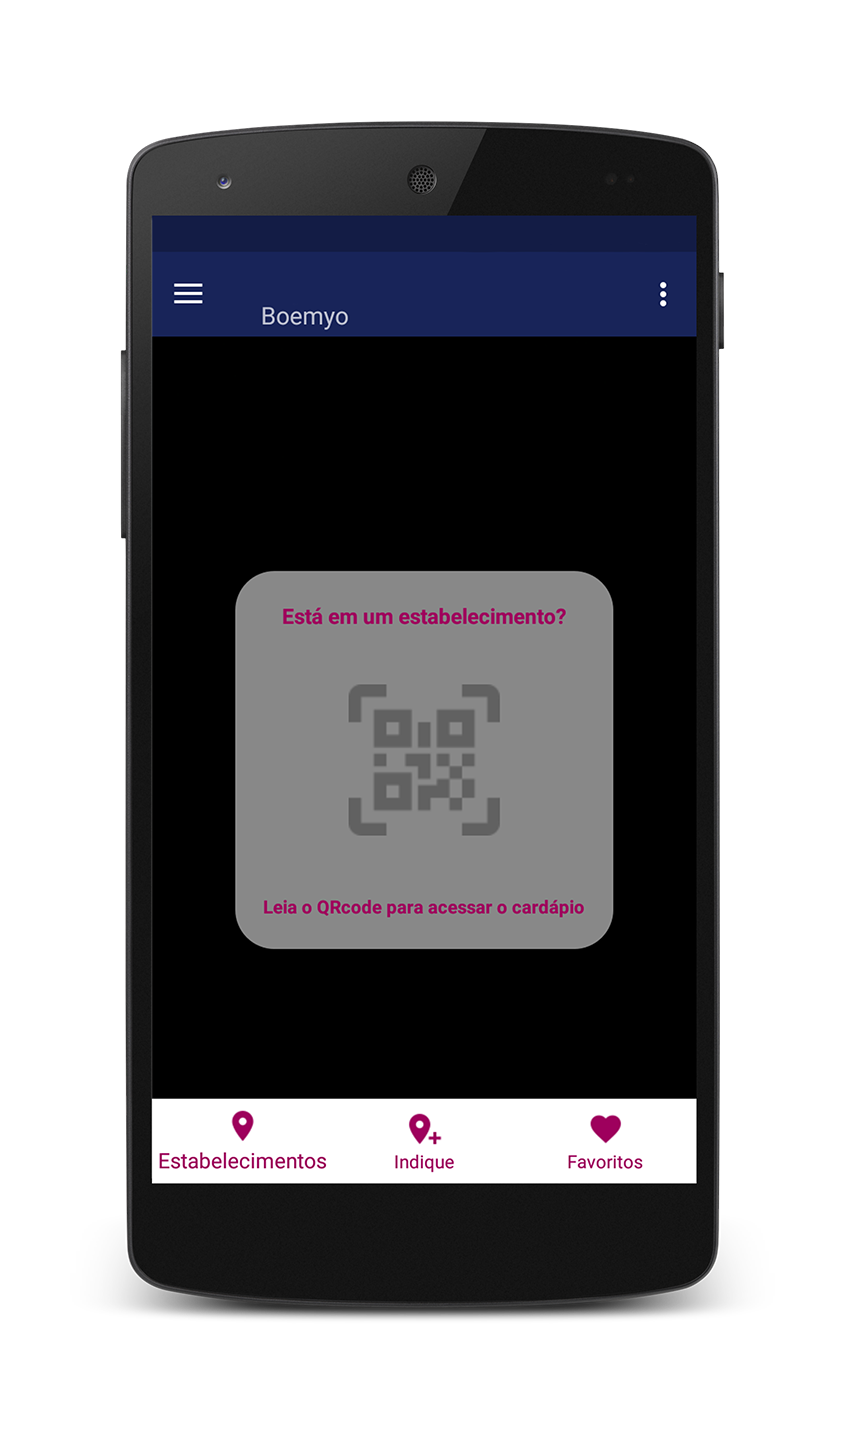 Boemyo
Está em um estabelecimento?
Leia o QRcode para acessar o cardápio
Estabelecimentos
Indique
Favoritos